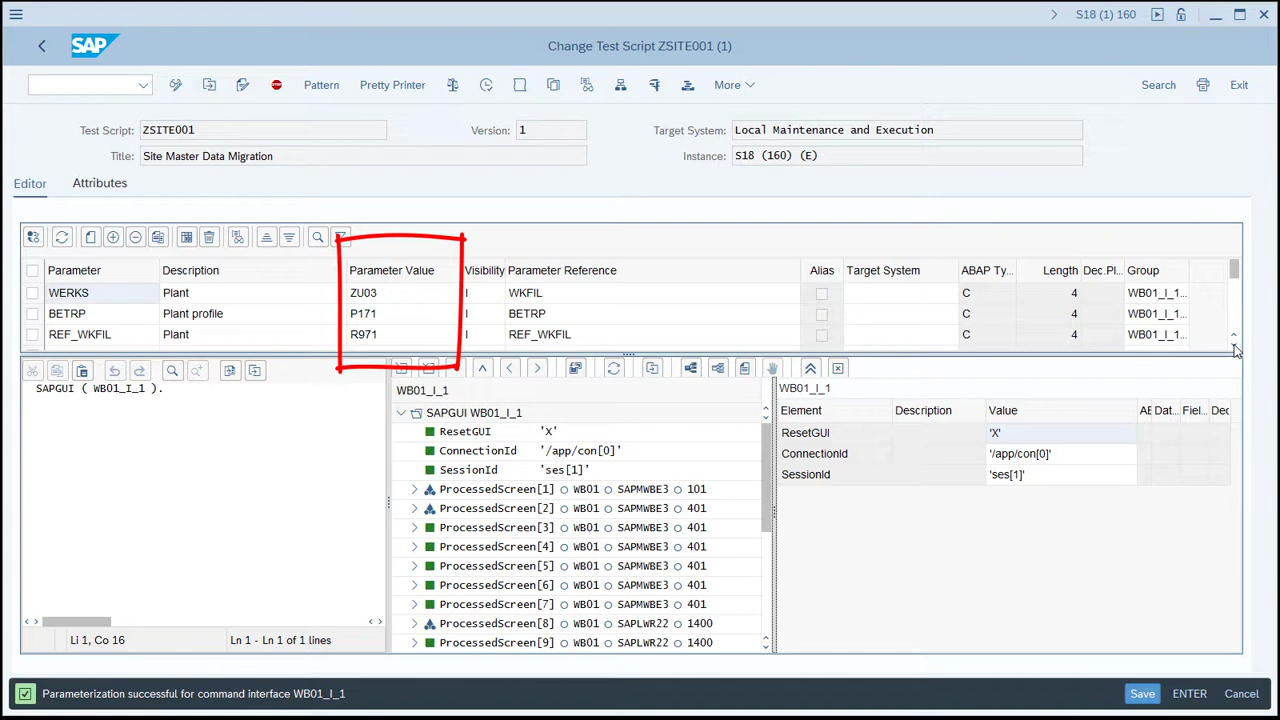 S18 (1) 160
SAP
Change Test Script ZSITE001 (1)
Pattern Pretty Printer More Search Exit
Test Script: ZSITE001 Version: 1 Target System: Local Maintenance and Execution
Title: Site Master Data Migration Instance: S18 (160) (E)
Editor Attributes
Parameter Description Parameter Value Visibility Parameter Reference Alias Target System ABAP Ty... Length Dec.Pl... Group
WERKS Plant ZU03 I WKFIL C 4 WB01_I_1...
BETRP Plant profile P171 I BETRP C 4 WB01_I_1...
REF_WKFIL Plant R971 I REF_WKFIL C 4 WB01_I_1...
SAPGUI ( WB01_I_1 ).
Li 1, Co 16 Ln 1 - Ln 1 of 1 lines
WB01_I_1
SAPGUI WB01_I_1
ResetGUI 'X'
ConnectionId '/app/con[0]'
SessionId 'ses[1]'
ProcessedScreen[1] WB01 SAPMWBE3 101
ProcessedScreen[2] WB01 SAPMWBE3 401
ProcessedScreen[3] WB01 SAPMWBE3 401
ProcessedScreen[4] WB01 SAPMWBE3 401
ProcessedScreen[5] WB01 SAPMWBE3 401
ProcessedScreen[6] WB01 SAPMWBE3 401
ProcessedScreen[7] WB01 SAPMWBE3 401
ProcessedScreen[8] WB01 SAPLWR22 1400
ProcessedScreen[9] WB01 SAPLWR22 1400
WB01_I_1
Element Description Value AE Dat... Fiel... Dec
ResetGUI 'X'
ConnectionId '/app/con[0]'
SessionId 'ses[1]'
Parameterization successful for command interface WB01_I_1
Save ENTER Cancel